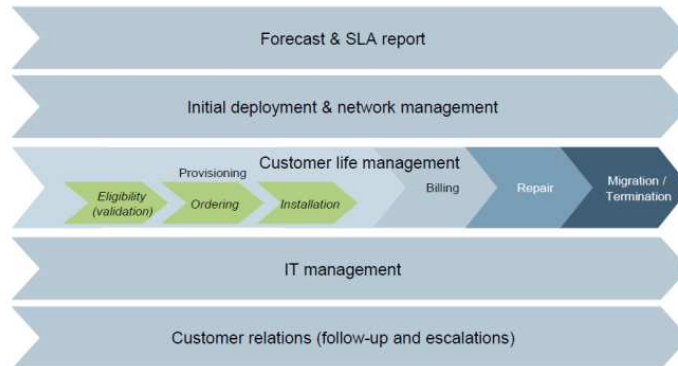 Forecast & SLA report
Initial deployment & network management
Customer life management
Provisioning
Eligibility
(validation)
Ordering
Installation
Billing
Repair
Migration /
Termination
IT management
Customer relations (follow-up and escalations)